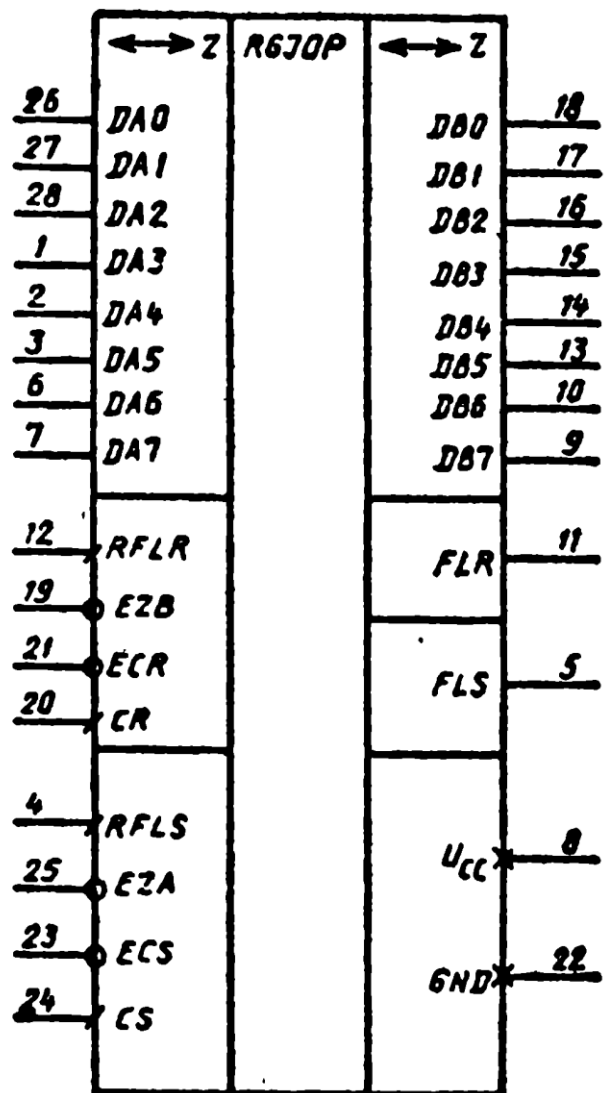 ↔ Z RGIOP ↔ Z
26 DA0 DB0 18
27 DA1 DB1 17
28 DA2 DB2 16
1 DA3 DB3 15
2 DA4 DB4 14
3 DA5 DB5 13
6 DA6 DB6 10
7 DA7 DB7 9
12 RFLR FLR 11
19 EZB
21 ECR FLS 5
20 CR
4 RFLS
UCC 8
25 EZA
23 ECS GND 22
24 CS